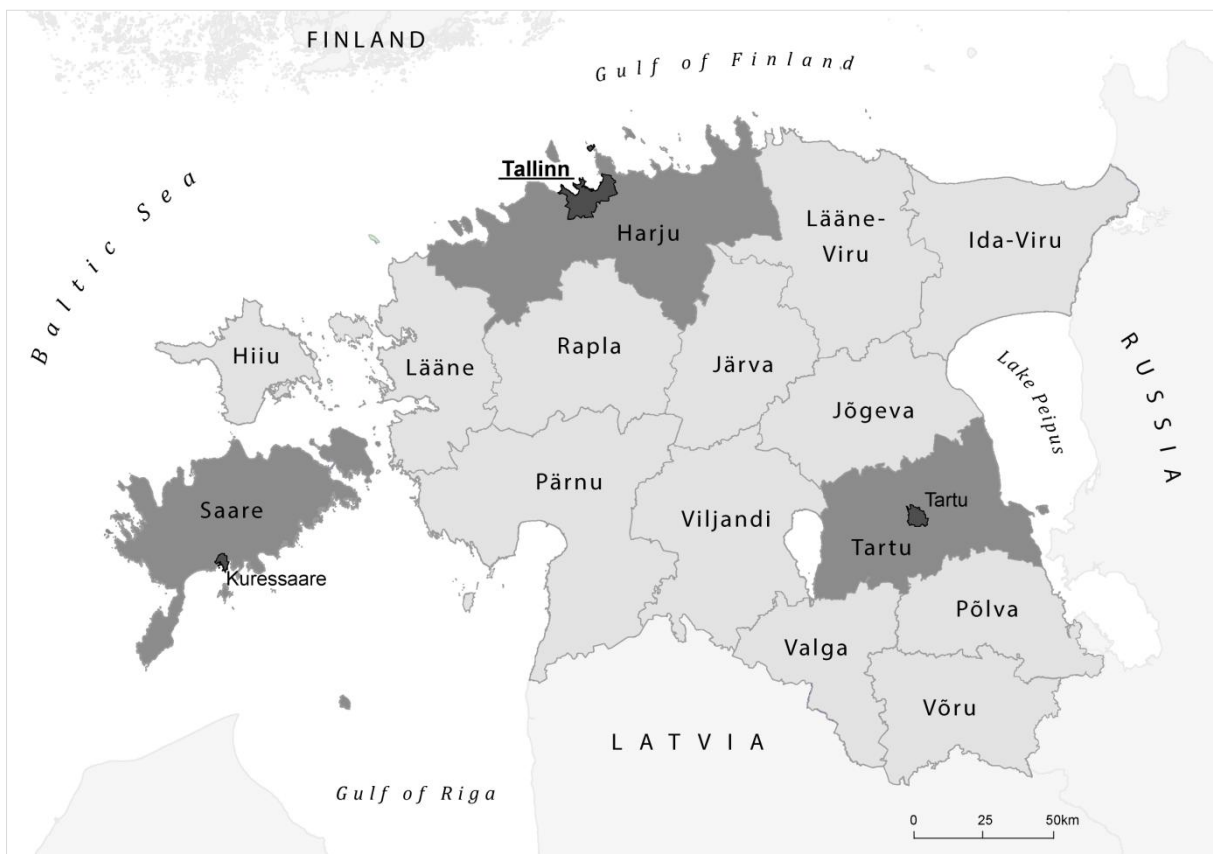 FINLAND
Gulf of Finland
Tallinn
Baltic Sea
Harju
Lääne-
Viru
Ida-Viru
Hiiu
Lääne
Rapla
Järva
RUSSIA
Lake Peipus
Jõgeva
Saare
Pärnu
Viljandi
Tartu
Tartu
Kuressaare
Põlva
Valga
Võru
LATVIA
Gulf of Riga
0 25 50km